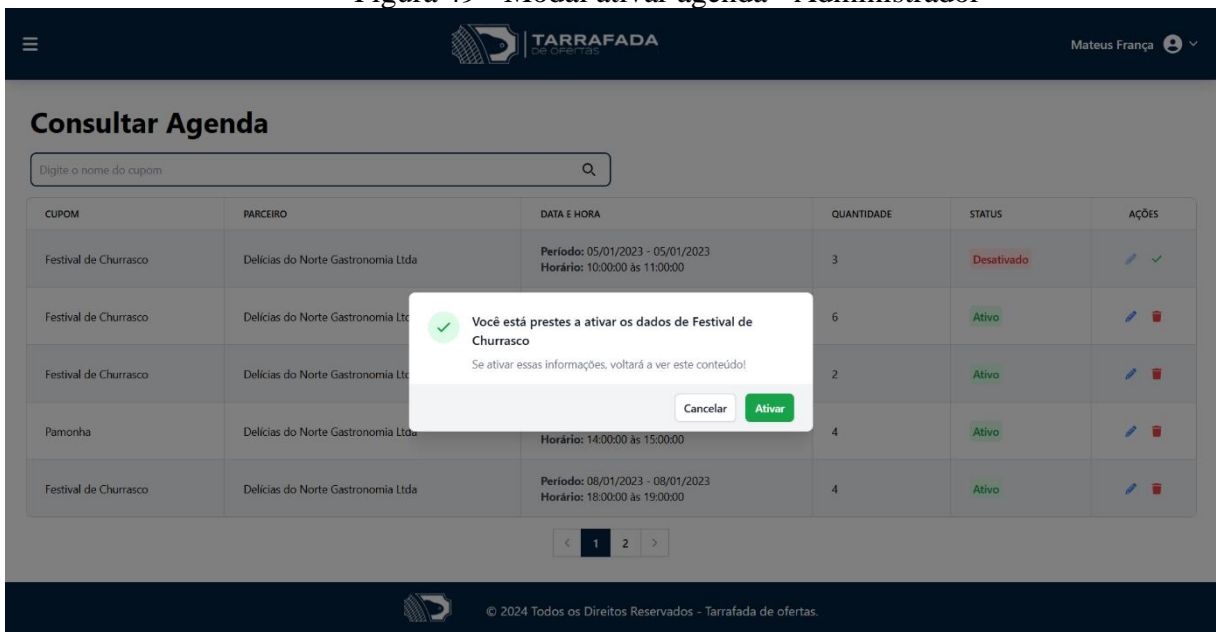 Figura 49 - Modal ativar agenda - Administrador
TARRAFADA
DE OFERTAS
Mateus França
Consultar Agenda
Digite o nome do cupom
CUPOM PARCEIRO DATA E HORA QUANTIDADE STATUS AÇÕES
Festival de Churrasco Delícias do Norte Gastronomia Ltda Período: 05/01/2023 - 05/01/2023 3 Desativado
Horário: 10:00:00 às 11:00:00
Festival de Churrasco Delícias do Norte Gastronomia 6 Ativo
Você está prestes a ativar os dados de Festival de
Churrasco
Se ativar essas informações, voltará a ver este conteúdo!
Festival de Churrasco Delícias do Norte Gastronomia 2 Ativo
Cancelar Ativar
Pamonha Delícias do Norte Gastronomia Ltda Horário: 14:00:00 às 15:00:00 4 Ativo
Festival de Churrasco Delícias do Norte Gastronomia Ltda Período: 08/01/2023 - 08/01/2023 4 Ativo
Horário: 18:00:00 às 19:00:00
< 1 2 >
© 2024 Todos os Direitos Reservados - Tarrafada de ofertas.